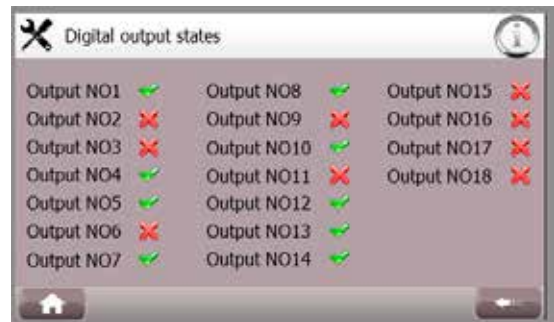 Digital output states
Output NO1
Output NO2
Output NO3
Output NO4
Output NO5
Output NO6
Output NO7
Output NO8
Output NO9
Output NO10
Output NO11
Output NO12
Output NO13
Output NO14
Output NO15
Output NO16
Output NO17
Output NO18